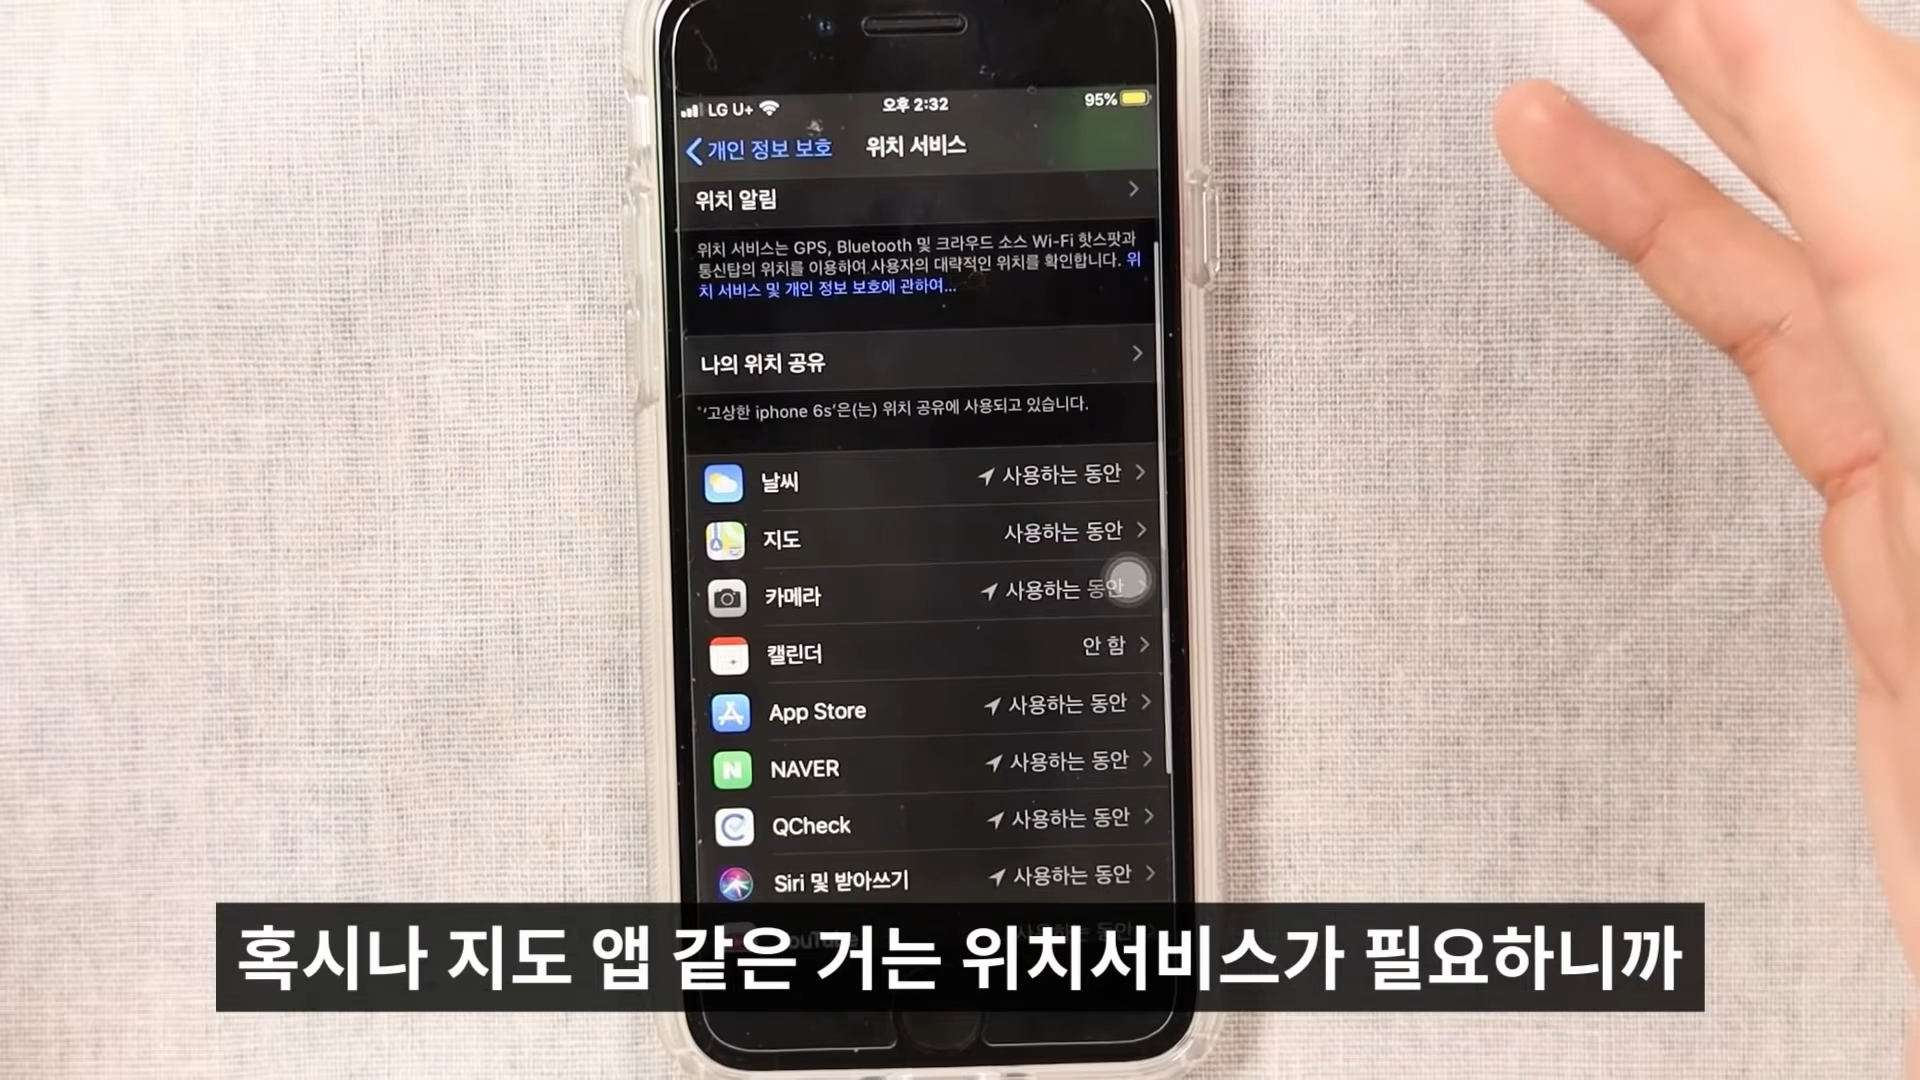 LG U+
오후 2:32
95%
개인 정보 보호
위치 서비스
위치 알림
위치 서비스는 GPS, Bluetooth 및 크라우드 소스 Wi-Fi 핫스팟과
통신탑의 위치를 이용하여 사용자의 대략적인 위치를 확인합니다. 위
치 서비스 및 개인 정보 보호에 관하여...
나의 위치 공유
'고상한 iphone 6s'은(는) 위치 공유에 사용되고 있습니다.
날씨 사용하는 동안
지도 사용하는 동안
카메라 사용하는 동안
캘린더 안 함
App Store 사용하는 동안
NAVER 사용하는 동안
QCheck 사용하는 동안
Siri 및 받아쓰기 사용하는 동안
YouTube 사용하는 동안
혹시나 지도 앱 같은 거는 위치서비스가 필요하니까